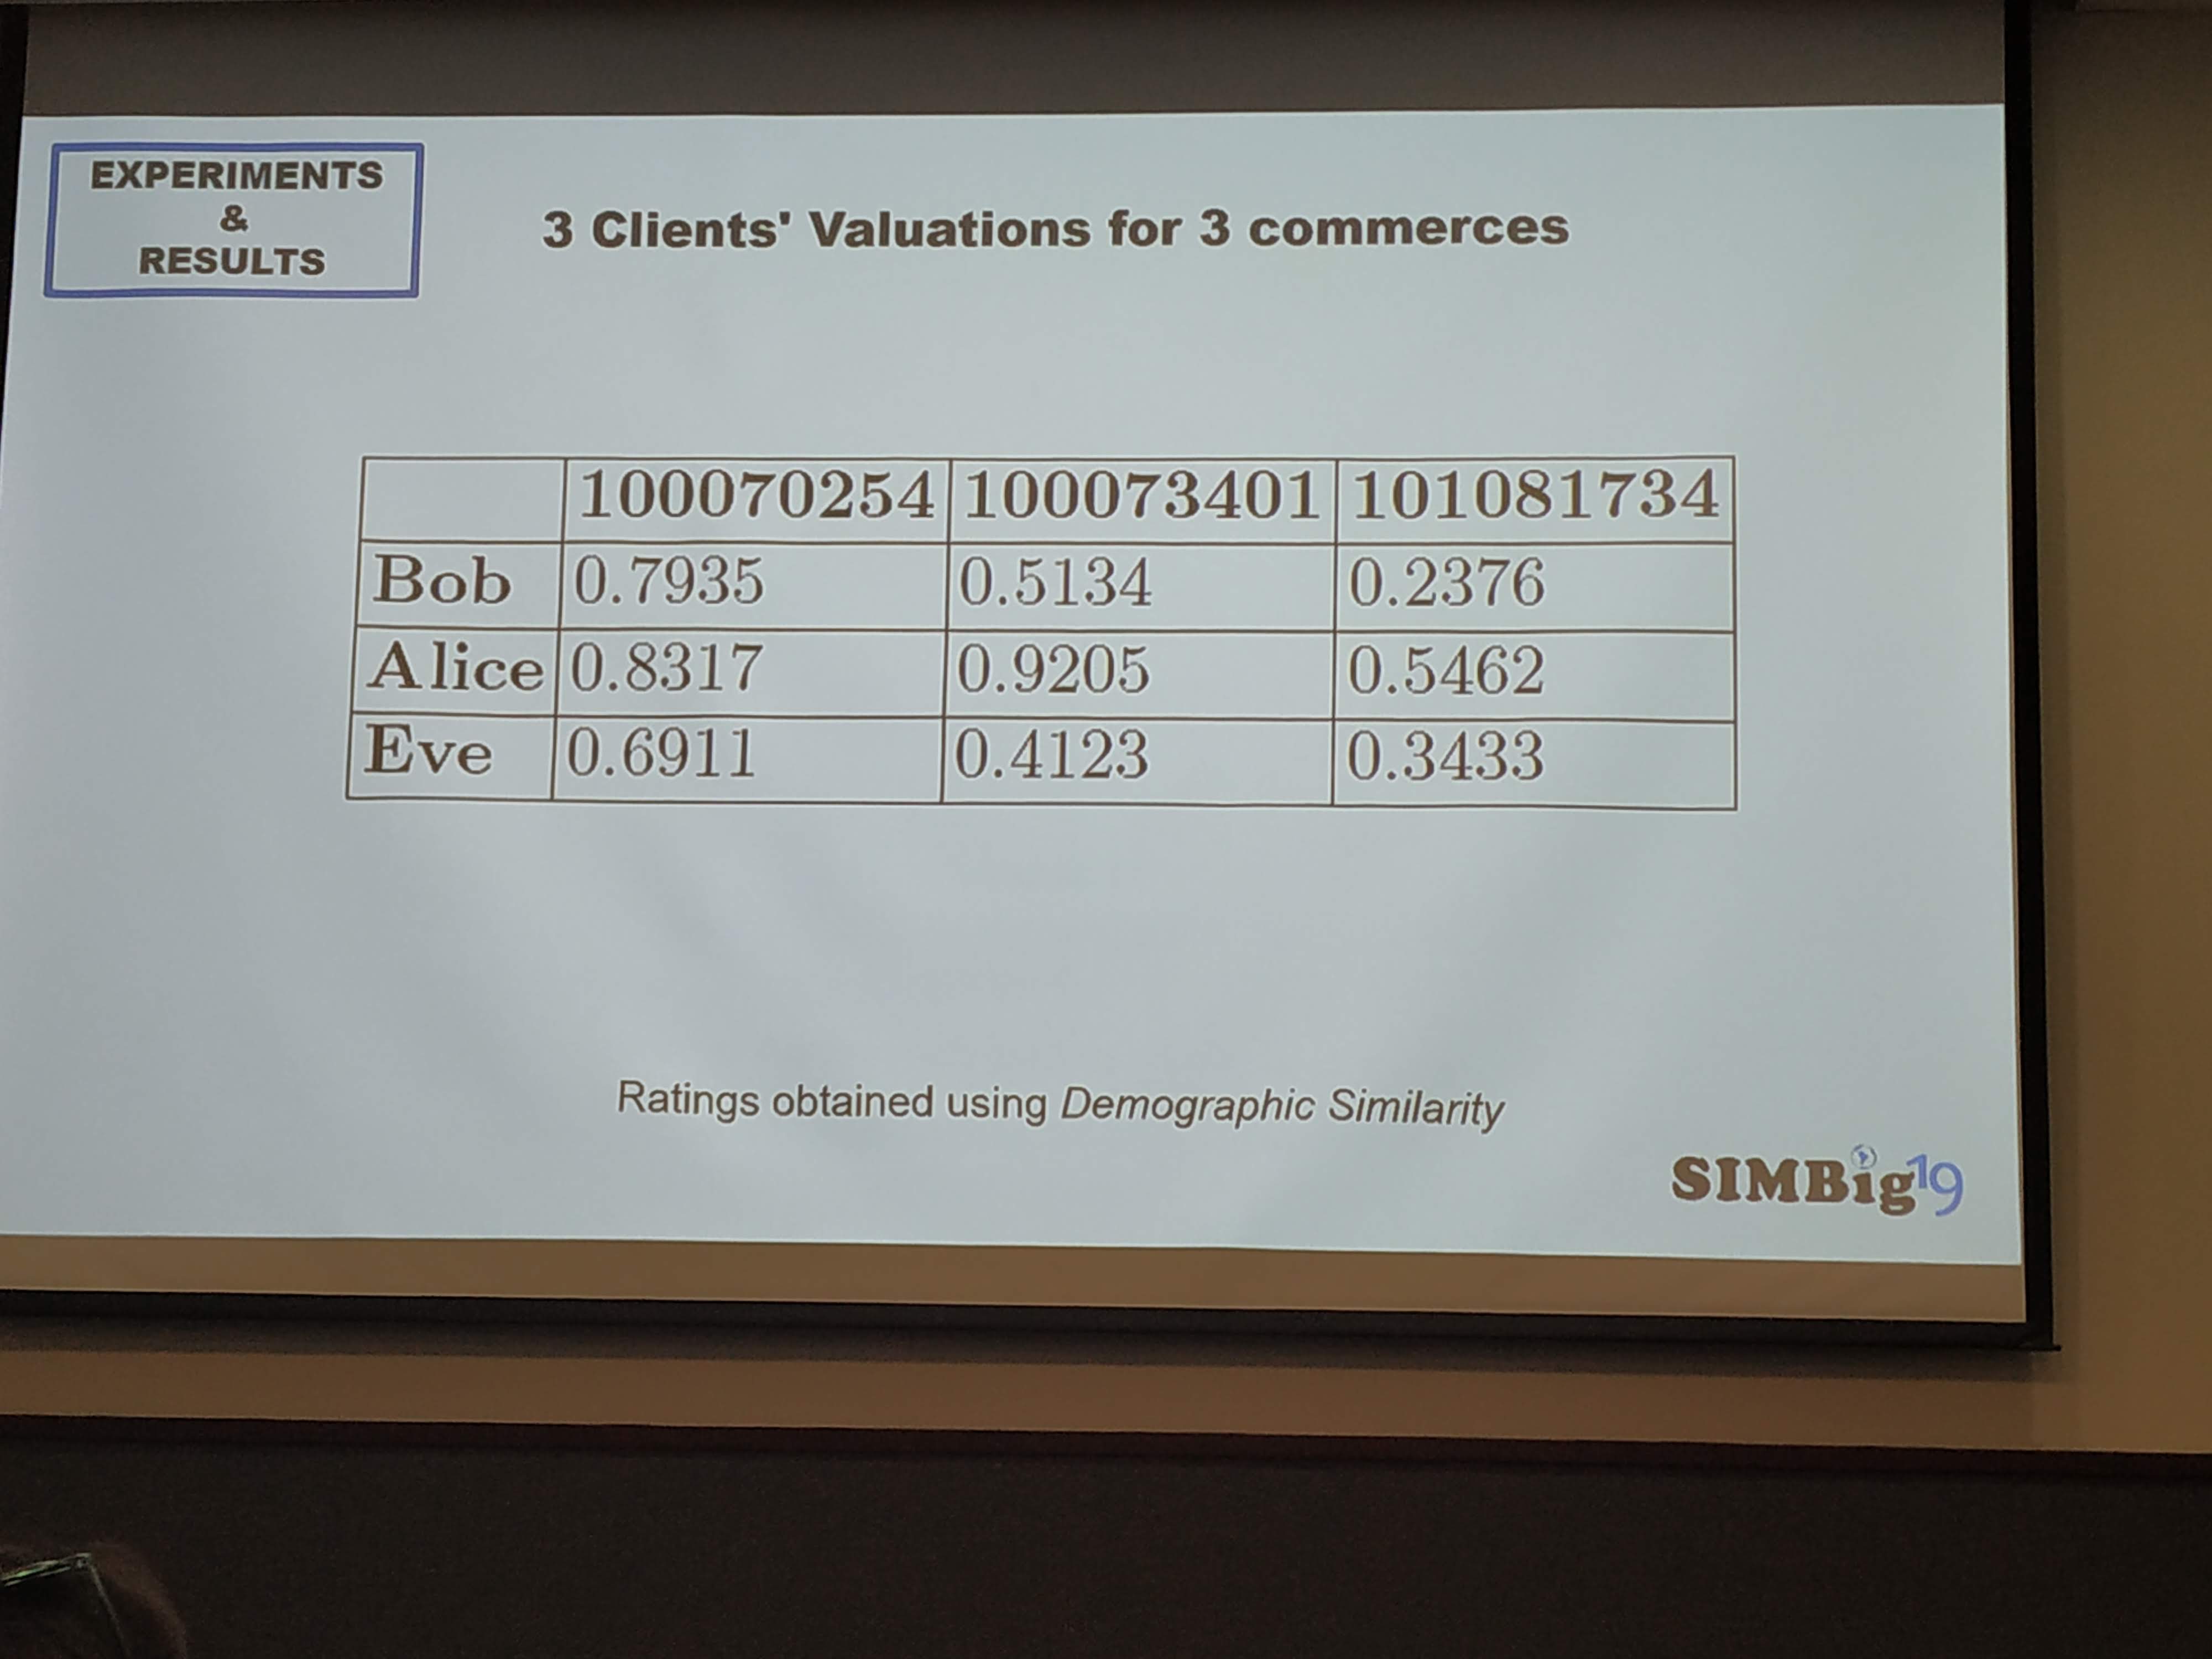 EXPERIMENTS
&
RESULTS
3 Clients' Valuations for 3 commerces
100070254 100073401 101081734
Bob 0.7935 0.5134 0.2376
Alice 0.8317 0.9205 0.5462
Eve 0.6911 0.4123 0.3433
Ratings obtained using Demographic Similarity
SIMBig19